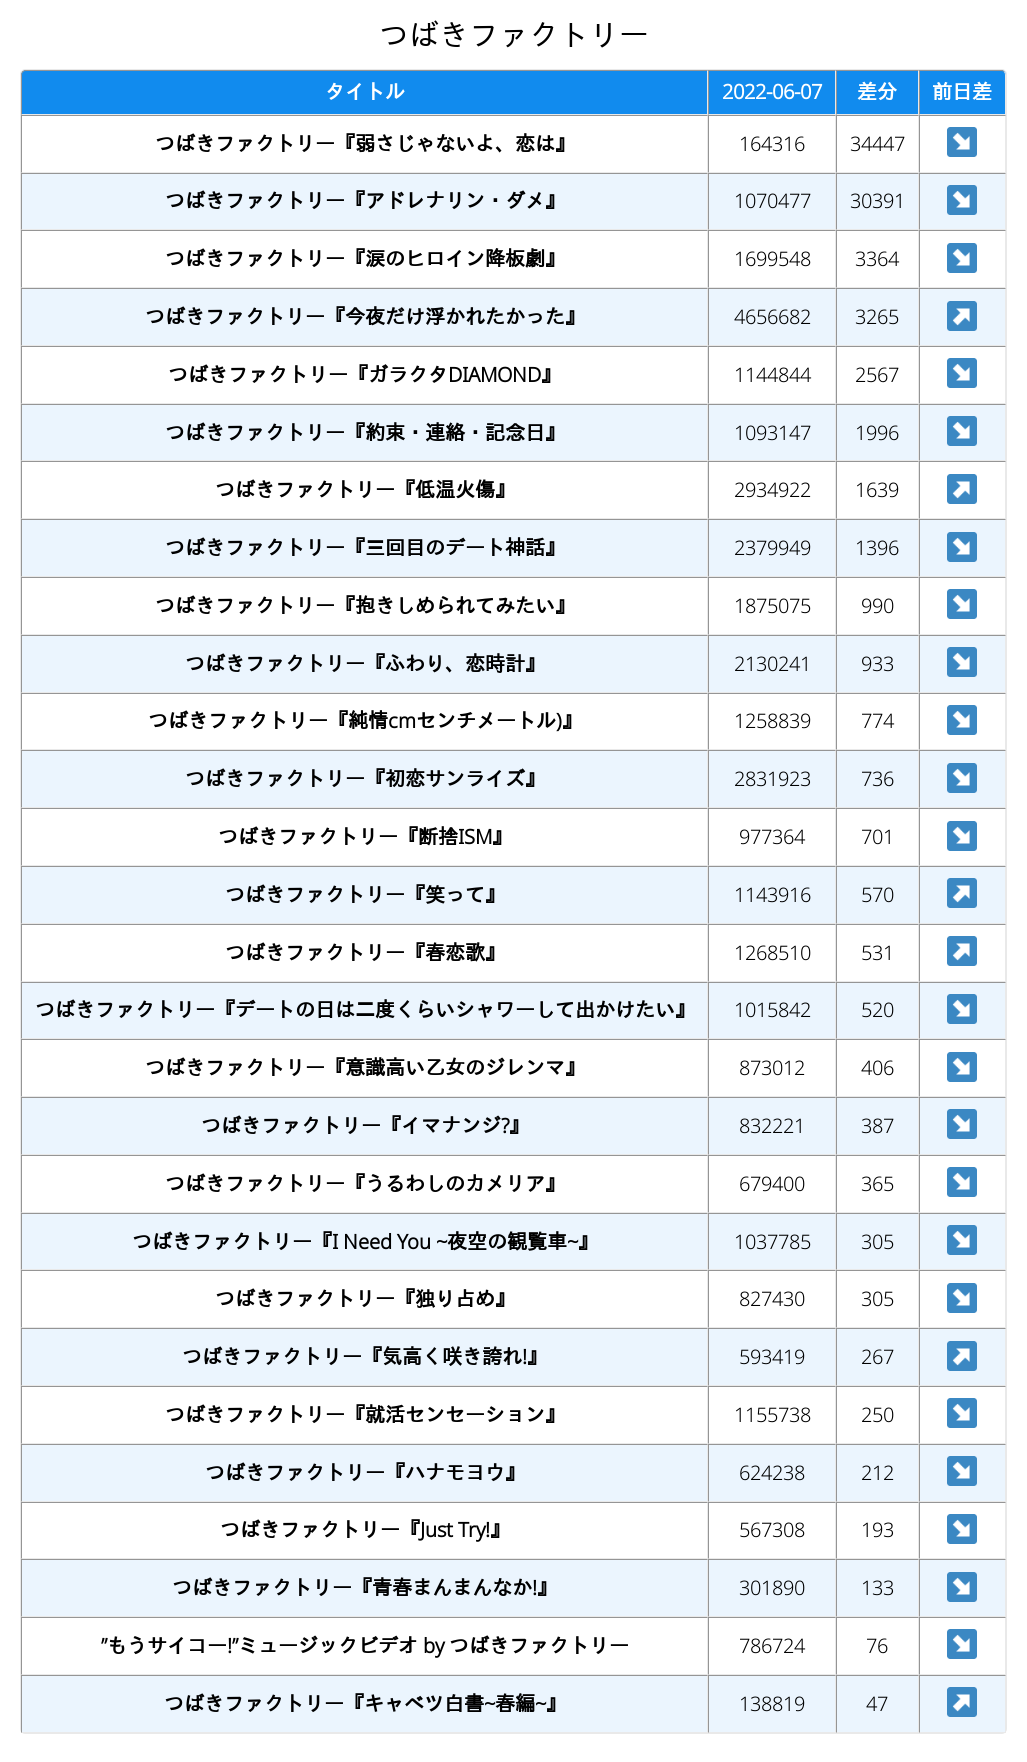 つばきファクトリー
タイトル 2022-06-07 差分 前日差
つばきファクトリー『弱さじゃないよ、恋は』 164316 34447
つばきファクトリー『アドレナリン・ダメ』 1070477 30391
つばきファクトリー『涙のヒロイン降板劇』 1699548 3364
つばきファクトリー『今夜だけ浮かれたかった』 4656682 3265
つばきファクトリー『ガラクタDIAMOND』 1144844 2567
つばきファクトリー『約束・連絡・記念日』 1093147 1996
つばきファクトリー『低温火傷』 2934922 1639
つばきファクトリー『三回目のデート神話』 2379949 1396
つばきファクトリー『抱きしめられてみたい』 1875075 990
つばきファクトリー『ふわり、恋時計』 2130241 933
つばきファクトリー『純情cmセンチメートル)』 1258839 774
つばきファクトリー『初恋サンライズ』 2831923 736
つばきファクトリー『断捨ISM』 977364 701
つばきファクトリー『笑って』 1143916 570
つばきファクトリー『春恋歌』 1268510 531
つばきファクトリー『デートの日は二度くらいシャワーして出かけたい』 1015842 520
つばきファクトリー『意識高い乙女のジレンマ』 873012 406
つばきファクトリー『イマナンジ?』 832221 387
つばきファクトリー『うるわしのカメリア』 679400 365
つばきファクトリー『I Need You ~夜空の観覧車~』 1037785 305
つばきファクトリー『独り占め』 827430 305
つばきファクトリー『気高く咲き誇れ!』 593419 267
つばきファクトリー『就活センセーション』 1155738 250
つばきファクトリー『ハナモヨウ』 624238 212
つばきファクトリー『Just Try!』 567308 193
つばきファクトリー『青春まんまんなか!』 301890 133
”もうサイコー!”ミュージックビデオ by つばきファクトリー 786724 76
つばきファクトリー『キャベツ白書~春編~』 138819 47